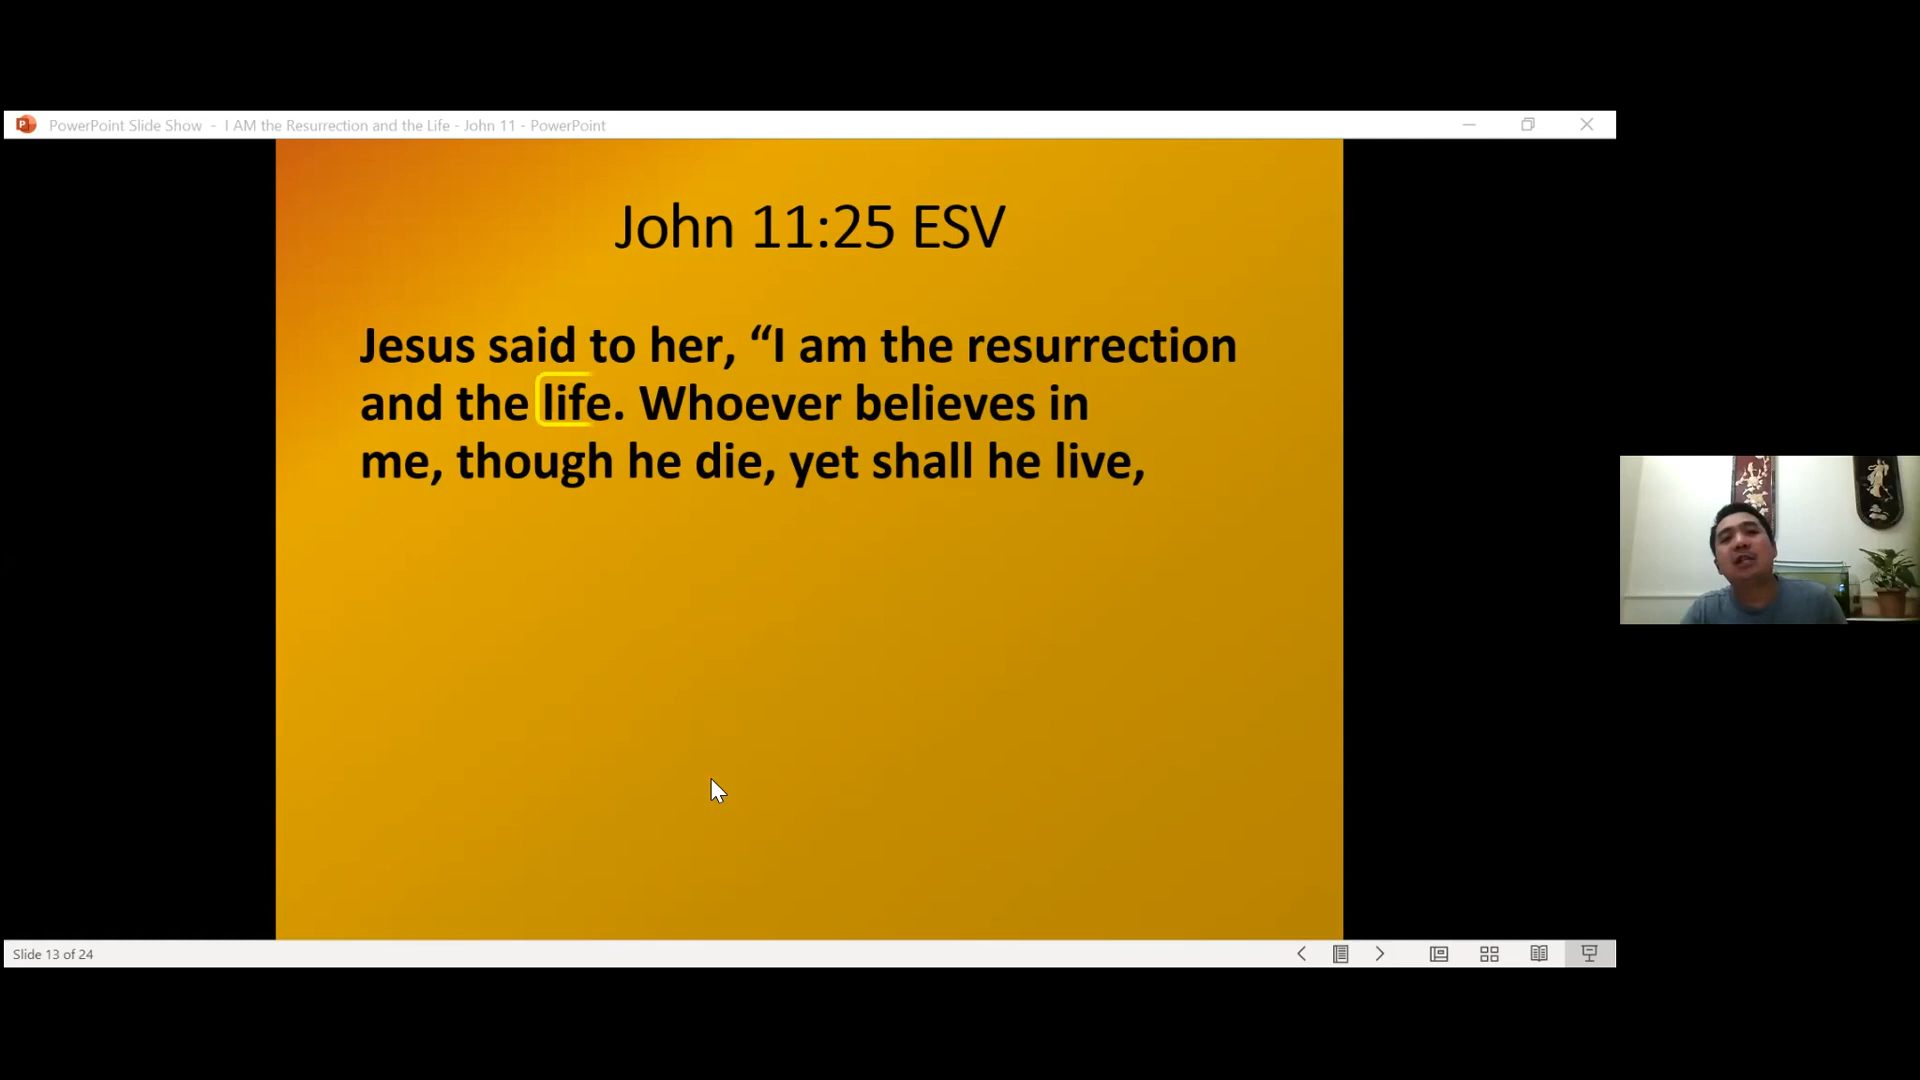 PowerPoint Slide Show - I AM the Resurrection and the Life - John 11 - PowerPoint
John 11:25 ESV
Jesus said to her, “I am the resurrection
and the life. Whoever believes in
me, though he die, yet shall he live,
Slide 13 of 24